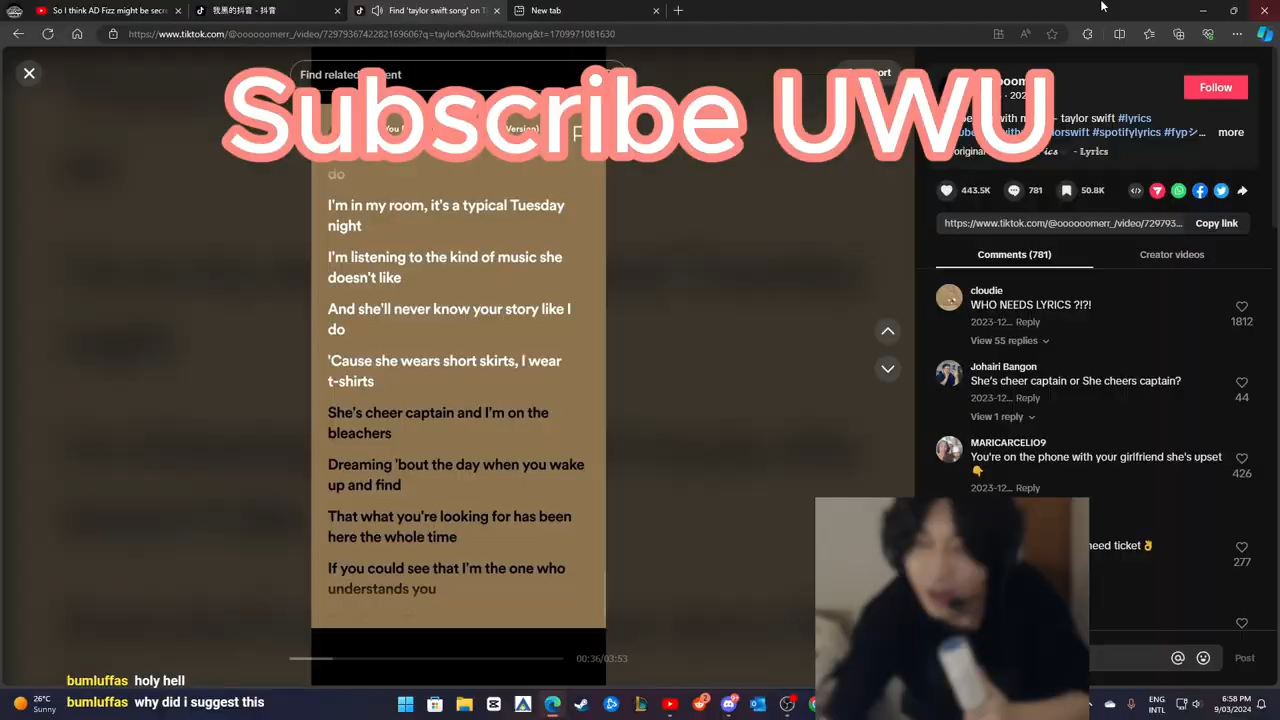 So I think AD Fizz might be secre
我黑的抖音 - 抖音
Find 'taylor swift song' on T
New tab
https://www.tiktok.com/@oooooomerr_/video/7297936742282169606?q=taylor%20swift%20song&t=1709971081630
Find related
Subscribe UWU
Version)
do
I'm in my room, it's a typical Tuesday
night
I'm listening to the kind of music she
doesn't like
And she'll never know your story like I
do
'Cause she wears short skirts, I wear
t-shirts
She's cheer captain and I'm on the
bleachers
Dreaming 'bout the day when you wake
up and find
That what you're looking for has been
here the whole time
If you could see that I'm the one who
understands you
00:36/03:53
Follow
with m - taylor swift #lyrics
#spotifylyrics #fypシ... more
Lyrics
443.5K
781
50.8K
https://www.tiktok.com/@oooooomerr_/video/729793...
Copy link
Comments (781)
Creator videos
cloudie
WHO NEEDS LYRICS ?!?!
2023-12... Reply
1812
View 55 replies
Johairi Bangon
She's cheer captain or She cheers captain?
2023-12... Reply
44
View 1 reply
MARICARCELIO9
You're on the phone with your girlfriend she's upset
👇
2023-12... Reply
426
need ticket👌
277
Post
bumluffas holy hell
bumluffas why did i suggest this
26°C
Sunny
ENG
INTL
6:58 PM
9/03/2024